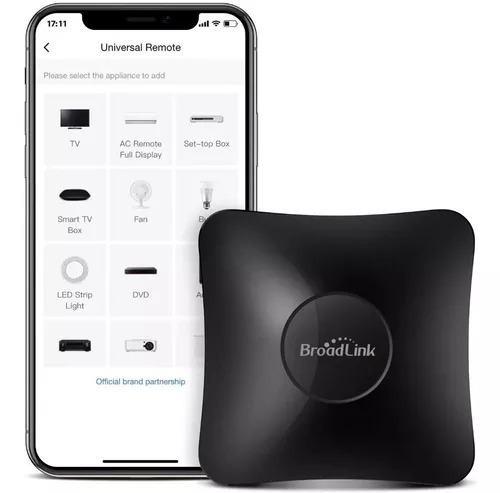 17:11
Universal Remote
Please select the appliance to add
TV
AC Remote
Full Display
Set-top Box
Smart TV
Box
Fan
LED Strip
Light
DVD
Official brand partnership
BroadLink